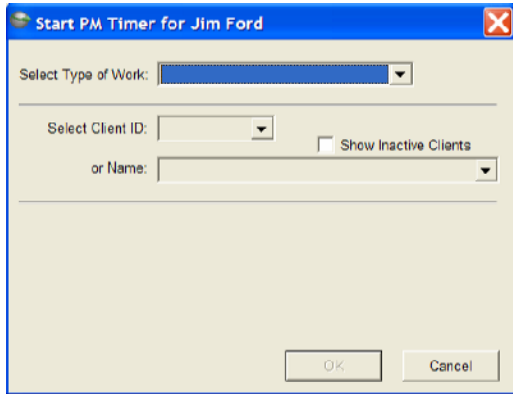 Start PM Timer for Jim Ford
Select Type of Work:
Select Client ID:
Show Inactive Clients
or Name:
OK
Cancel